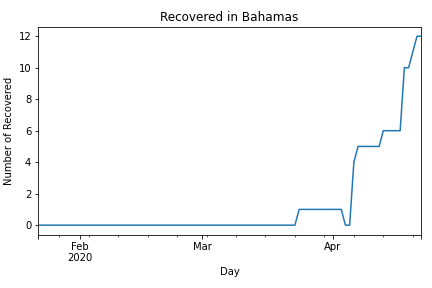 Recovered in Bahamas
Number of Recovered
12
10
8
6
4
2
0
Feb
2020
Mar
Apr
Day